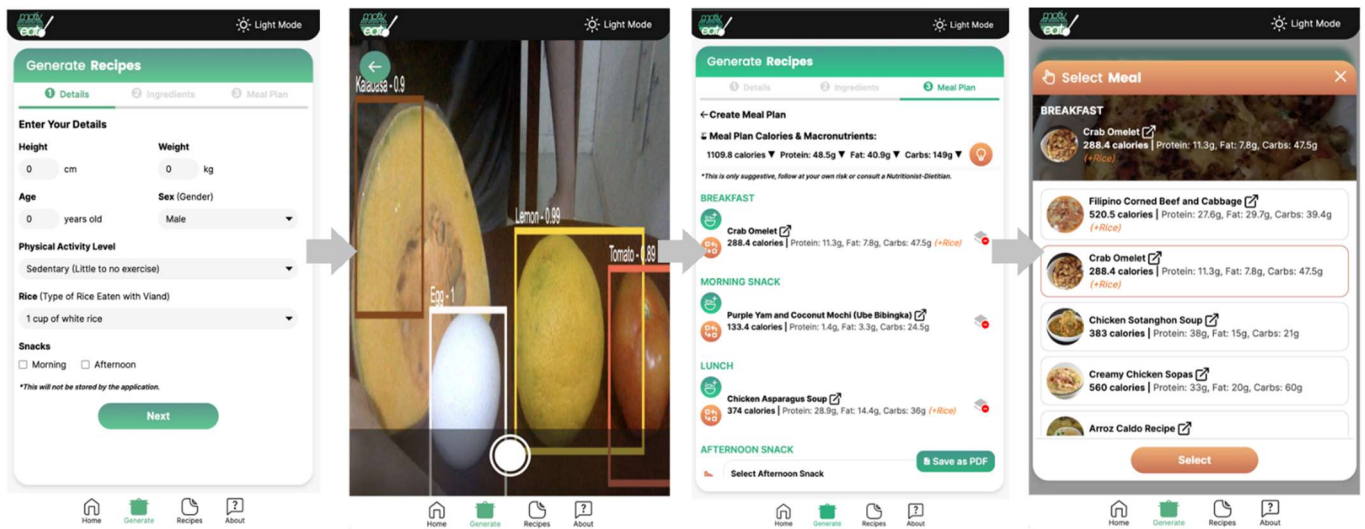 Light Mode
Generate Recipes
1 Details 2 Ingredients 3 Meal Plan
Enter Your Details
Height Weight
0 cm 0 kg
Age Sex (Gender)
0 years old Male
Physical Activity Level
Sedentary (Little to no exercise)
Rice (Type of Rice Eaten with Viand)
1 cup of white rice
Snacks
Morning Afternoon
*This will not be stored by the application.
Next
Home Generate Recipes About
Light Mode
Kalabasa - 0.9
Lemon - 0.99
Tomato - 0.89
Egg - 1
Home Generate Recipes About
Light Mode
Generate Recipes
1 Details 2 Ingredients 3 Meal Plan
←Create Meal Plan
Meal Plan Calories & Macronutrients:
1109.8 calories ▼ Protein: 48.5g ▼ Fat: 40.9g ▼ Carbs: 149g ▼
*This is only suggestive, follow at your own risk or consult a Nutritionist-Dietitian.
BREAKFAST
Crab Omelet
288.4 calories | Protein: 11.3g, Fat: 7.8g, Carbs: 47.5g (+Rice)
MORNING SNACK
Purple Yam and Coconut Mochi (Ube Bibingka)
133.4 calories | Protein: 1.4g, Fat: 3.3g, Carbs: 24.5g
LUNCH
Chicken Asparagus Soup
374 calories | Protein: 28.9g, Fat: 14.4g, Carbs: 36g (+Rice)
AFTERNOON SNACK
Save as PDF
Select Afternoon Snack
Home Generate Recipes About
Light Mode
Select Meal
BREAKFAST
Crab Omelet
288.4 calories | Protein: 11.3g, Fat: 7.8g, Carbs: 47.5g
(+Rice)
Filipino Corned Beef and Cabbage
520.5 calories | Protein: 27.6g, Fat: 29.7g, Carbs: 39.4g
(+Rice)
Crab Omelet
288.4 calories | Protein: 11.3g, Fat: 7.8g, Carbs: 47.5g
(+Rice)
Chicken Sotanghon Soup
383 calories | Protein: 38g, Fat: 15g, Carbs: 21g
Creamy Chicken Sopas
560 calories | Protein: 33g, Fat: 20g, Carbs: 60g
Arroz Caldo Recipe
Select
Home Generate Recipes About